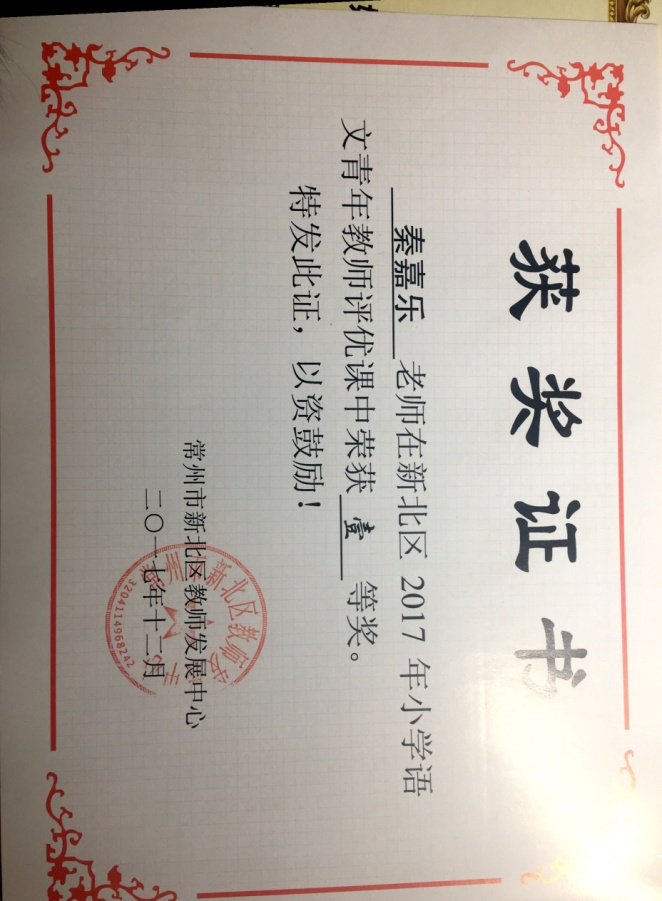 获奖证书
秦嘉乐 老师在新北区 2017 年小学语
文青年教师评优课中荣获 壹 等奖。
特发此证，以资鼓励！
常州市新北区教师发展中心
二〇一七年十二月
3204114968242